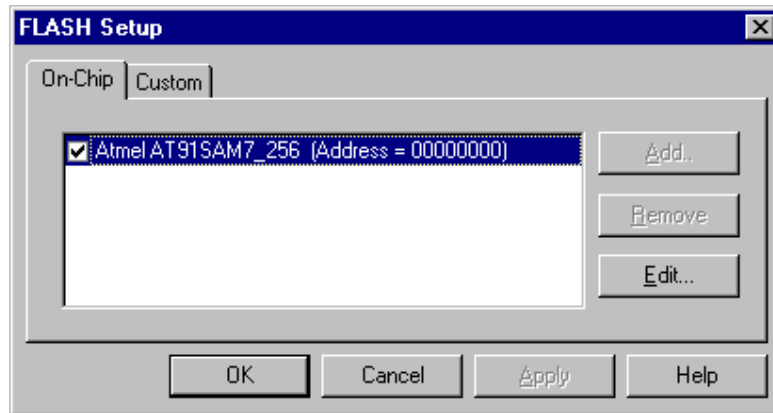 FLASH Setup
On-Chip Custom
Atmel AT91SAM7_256 (Address = 00000000)
Add..
Remove
Edit...
OK Cancel Apply Help